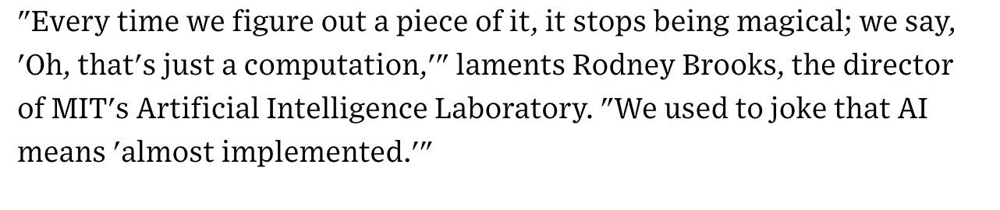 "Every time we figure out a piece of it, it stops being magical; we say,
'Oh, that's just a computation,'" laments Rodney Brooks, the director
of MIT's Artificial Intelligence Laboratory. "We used to joke that AI
means 'almost implemented.'"